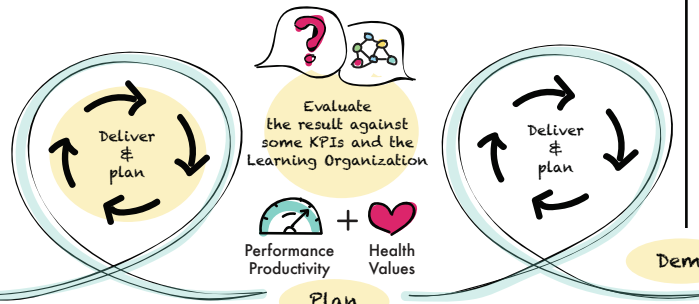 ?
Evaluate
the result against
some KPIs and the
Learning Organization
Deliver
&
plan
Deliver
&
plan
+
Performance
Productivity
Health
Values
Plan